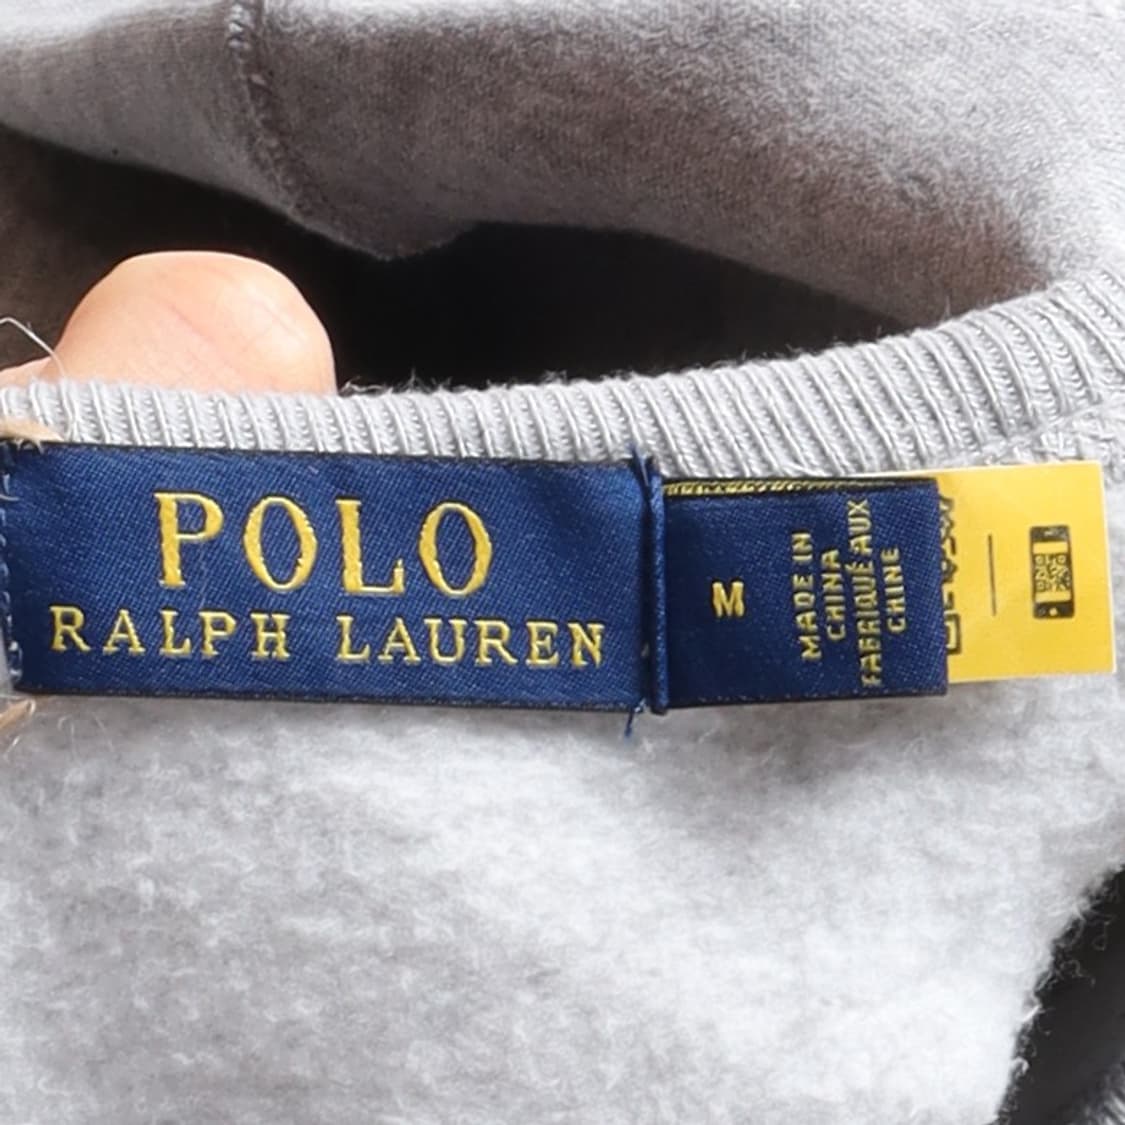 POLO
RALPH LAUREN
M
MADE IN
CHINA
FABRIQUÉ AUX
CHINE